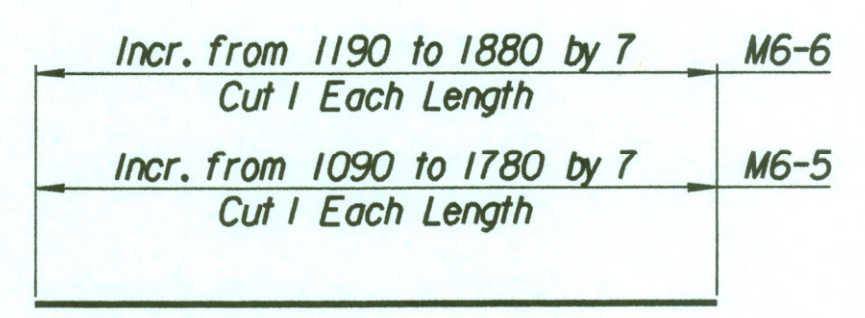 Incr. from 1190 to 1880 by 7 M6-6
Cut 1 Each Length
Incr. from 1090 to 1780 by 7 M6-5
Cut 1 Each Length